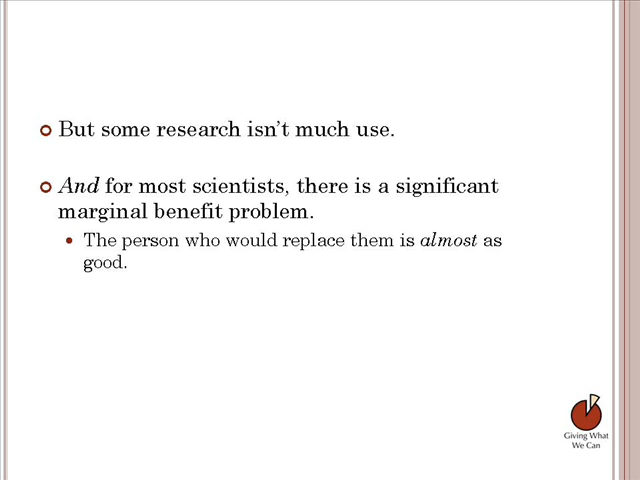 But some research isn’t much use.
And for most scientists, there is a significant
marginal benefit problem.
The person who would replace them is almost as
good.
Giving What
We Can